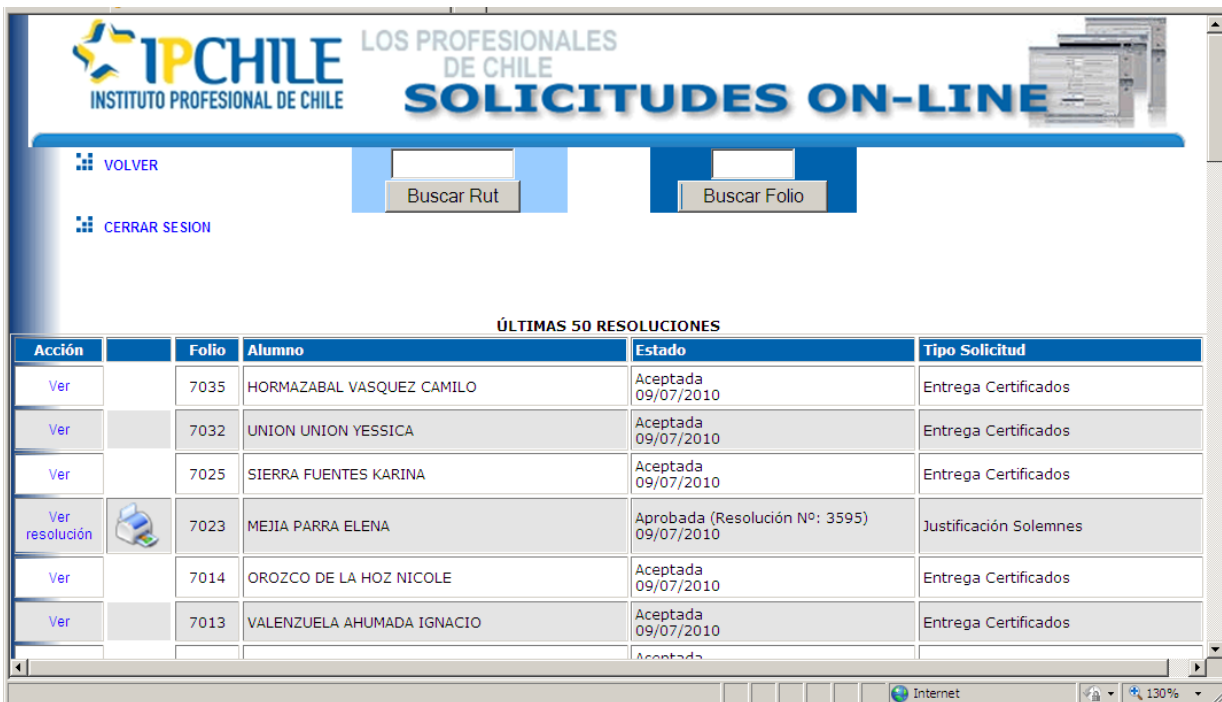 IPCHILE
INSTITUTO PROFESIONAL DE CHILE
LOS PROFESIONALES
DE CHILE
SOLICITUDES ON-LINE
VOLVER
Buscar Rut
Buscar Folio
CERRAR SESION
ÚLTIMAS 50 RESOLUCIONES
Acción Folio Alumno Estado Tipo Solicitud
Ver 7035 HORMAZABAL VASQUEZ CAMILO Aceptada 09/07/2010 Entrega Certificados
Ver 7032 UNION UNION YESSICA Aceptada 09/07/2010 Entrega Certificados
Ver 7025 SIERRA FUENTES KARINA Aceptada 09/07/2010 Entrega Certificados
Ver resolución 7023 MEJIA PARRA ELENA Aprobada (Resolución Nº: 3595) 09/07/2010 Justificación Solemnes
Ver 7014 OROZCO DE LA HOZ NICOLE Aceptada 09/07/2010 Entrega Certificados
Ver 7013 VALENZUELA AHUMADA IGNACIO Aceptada 09/07/2010 Entrega Certificados
Aceptada
Internet 130%